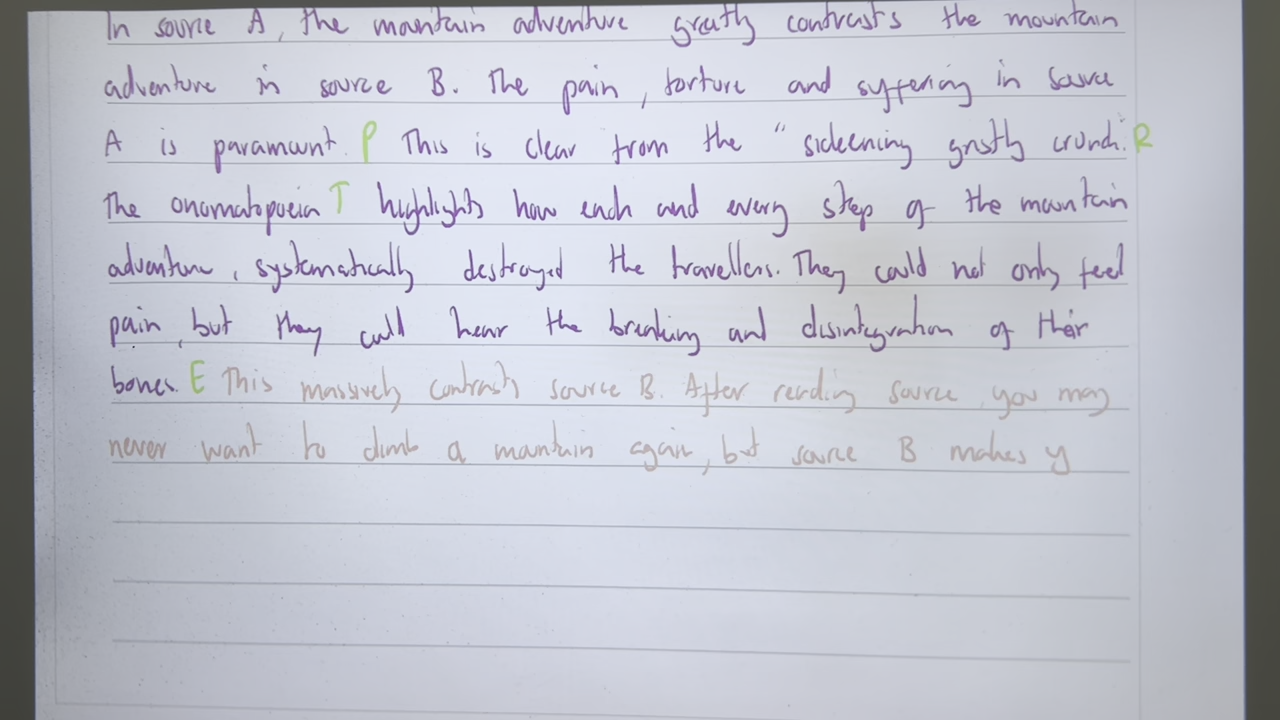 In source A, the mountain adventure greatly contrasts the mountain
adventure in source B. The pain, torture and suffering in source
A is paramount. P This is clear from the "sickening gristly crunch." R
The onomatopoeia T highlights how each and every step of the mountain
adventure, systematically destroyed the travellers. They could not only feel
pain, but they could hear the breaking and disintegration of their
bones. E This massively contrasts source B. After reading source you may
never want to climb a mountain again, but source B makes y